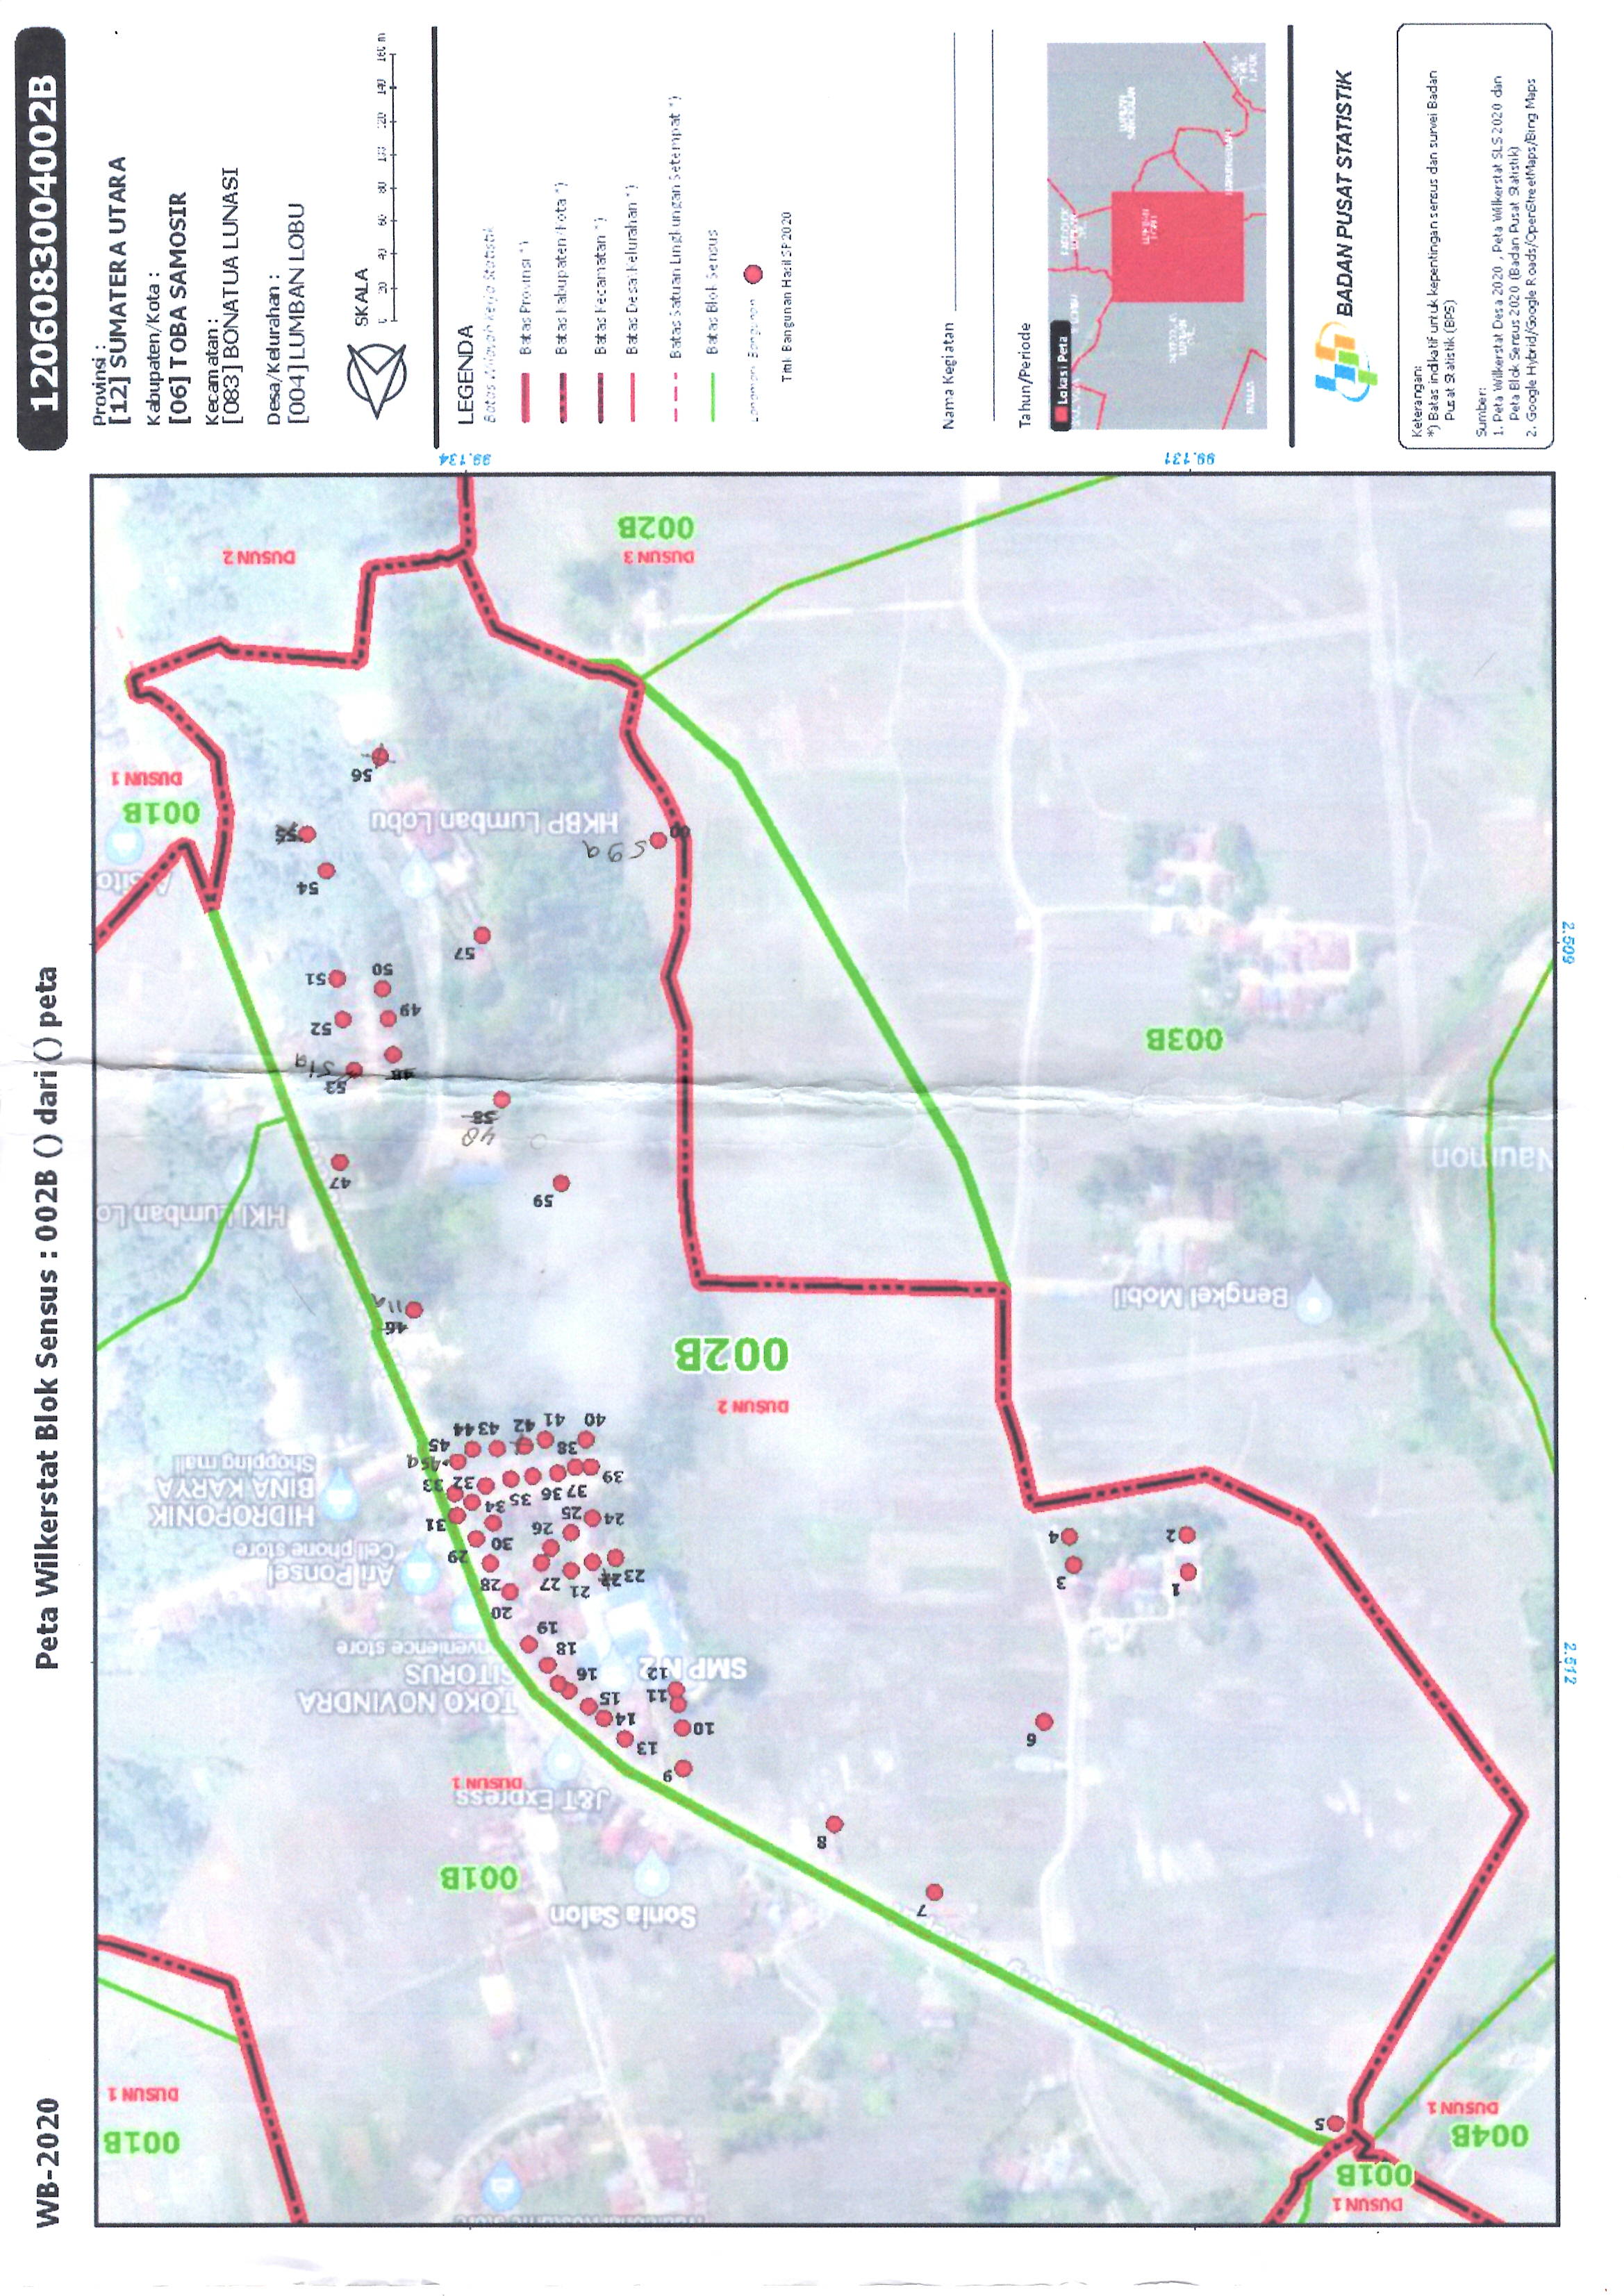 WB-2020
Peta Wilkerstat Blok Sensus : 002B () dari () peta
DUSUN 1
001B
004B
DUSUN 1
5
001B
DUSUN 1
7
8
Sonia Salon
001B
J&T Express
DUSUN 1
9
6
13
10
14
11
15
12
16
SMP N 2
TOKO NOVINDRA
SITORUS
nvenience store
18
19
20
1
2
3
4
21
27
28
23
22
29
30
26
24
25
31
34
Ari Ponsel
Cell phone store
HIDROPONIK
BINA KARYA
Shopping mall
37
36
35
32
33
39
45a
38
45
40
41
42
43
44
DUSUN 2
002B
46
11a
Bengkel Mobil
HKI Lumban Lo
59
47
Naumon
48
58
53
51a
48
003B
49
52
50
51
57
54
59a
60
55
HKBP Lumban Lobu
001B
DUSUN 1
56
DUSUN 3
002B
DUSUN 2
2.612
2.609
99.131
99.134
1206083004002B
Provinsi :
[12] SUMATERA UTARA
Kabupaten/Kota :
[06] TOBA SAMOSIR
Kecamatan :
[083] BONATUA LUNASI
Desa/Kelurahan :
[004] LUMBAN LOBU
SKALA
0 20 40 60 80 120 140 160 m
LEGENDA
Batas Wilayah Kerja Statistik
Batas Provinsi *)
Batas Kabupaten/Kota *)
Batas Kecamatan *)
Batas Desa/Kelurahan *)
Batas Satuan Lingkungan Setempat *)
Batas Blok Sensus
Titik Bangunan Hasil SP2020
Nama Kegiatan
Tahun/Periode
Lokasi Peta
BADAN PUSAT STATISTIK
Keterangan:
*) Batas indikatif untuk kepentingan sensus dan survei Badan
Pusat Statistik (BPS)
Sumber:
1. Peta Wilkerstat Desa 2020 , Peta Wilkerstat SLS 2020 dan
Peta Blok Sensus 2020 (Badan Pusat Statistik)
2. Google Hybrid/Google Roads/OpenStreetMaps/Bing Maps